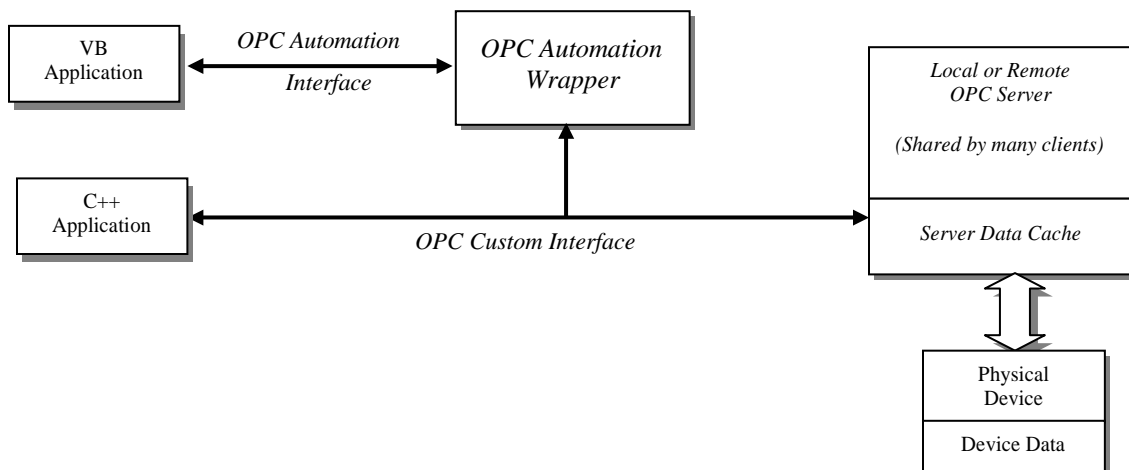 VB
Application
OPC Automation
Interface
OPC Automation
Wrapper
Local or Remote
OPC Server
(Shared by many clients)
C++
Application
OPC Custom Interface
Server Data Cache
Physical
Device
Device Data